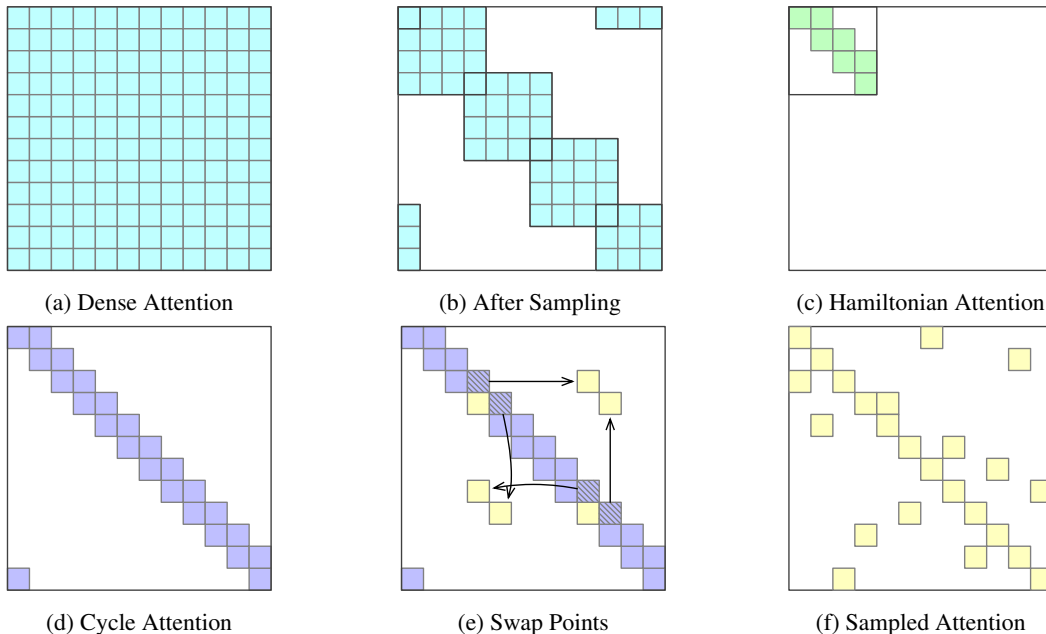 (a) Dense Attention
(b) After Sampling
(c) Hamiltonian Attention
(d) Cycle Attention
(e) Swap Points
(f) Sampled Attention